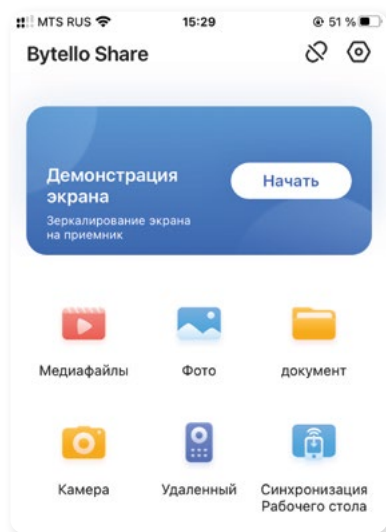 MTS RUS 15:29 51 %
Bytello Share
Демонстрация
экрана
Начать
Зеркалирование экрана
на приемник
Медиафайлы Фото документ
Камера Удаленный Синхронизация
Рабочего стола